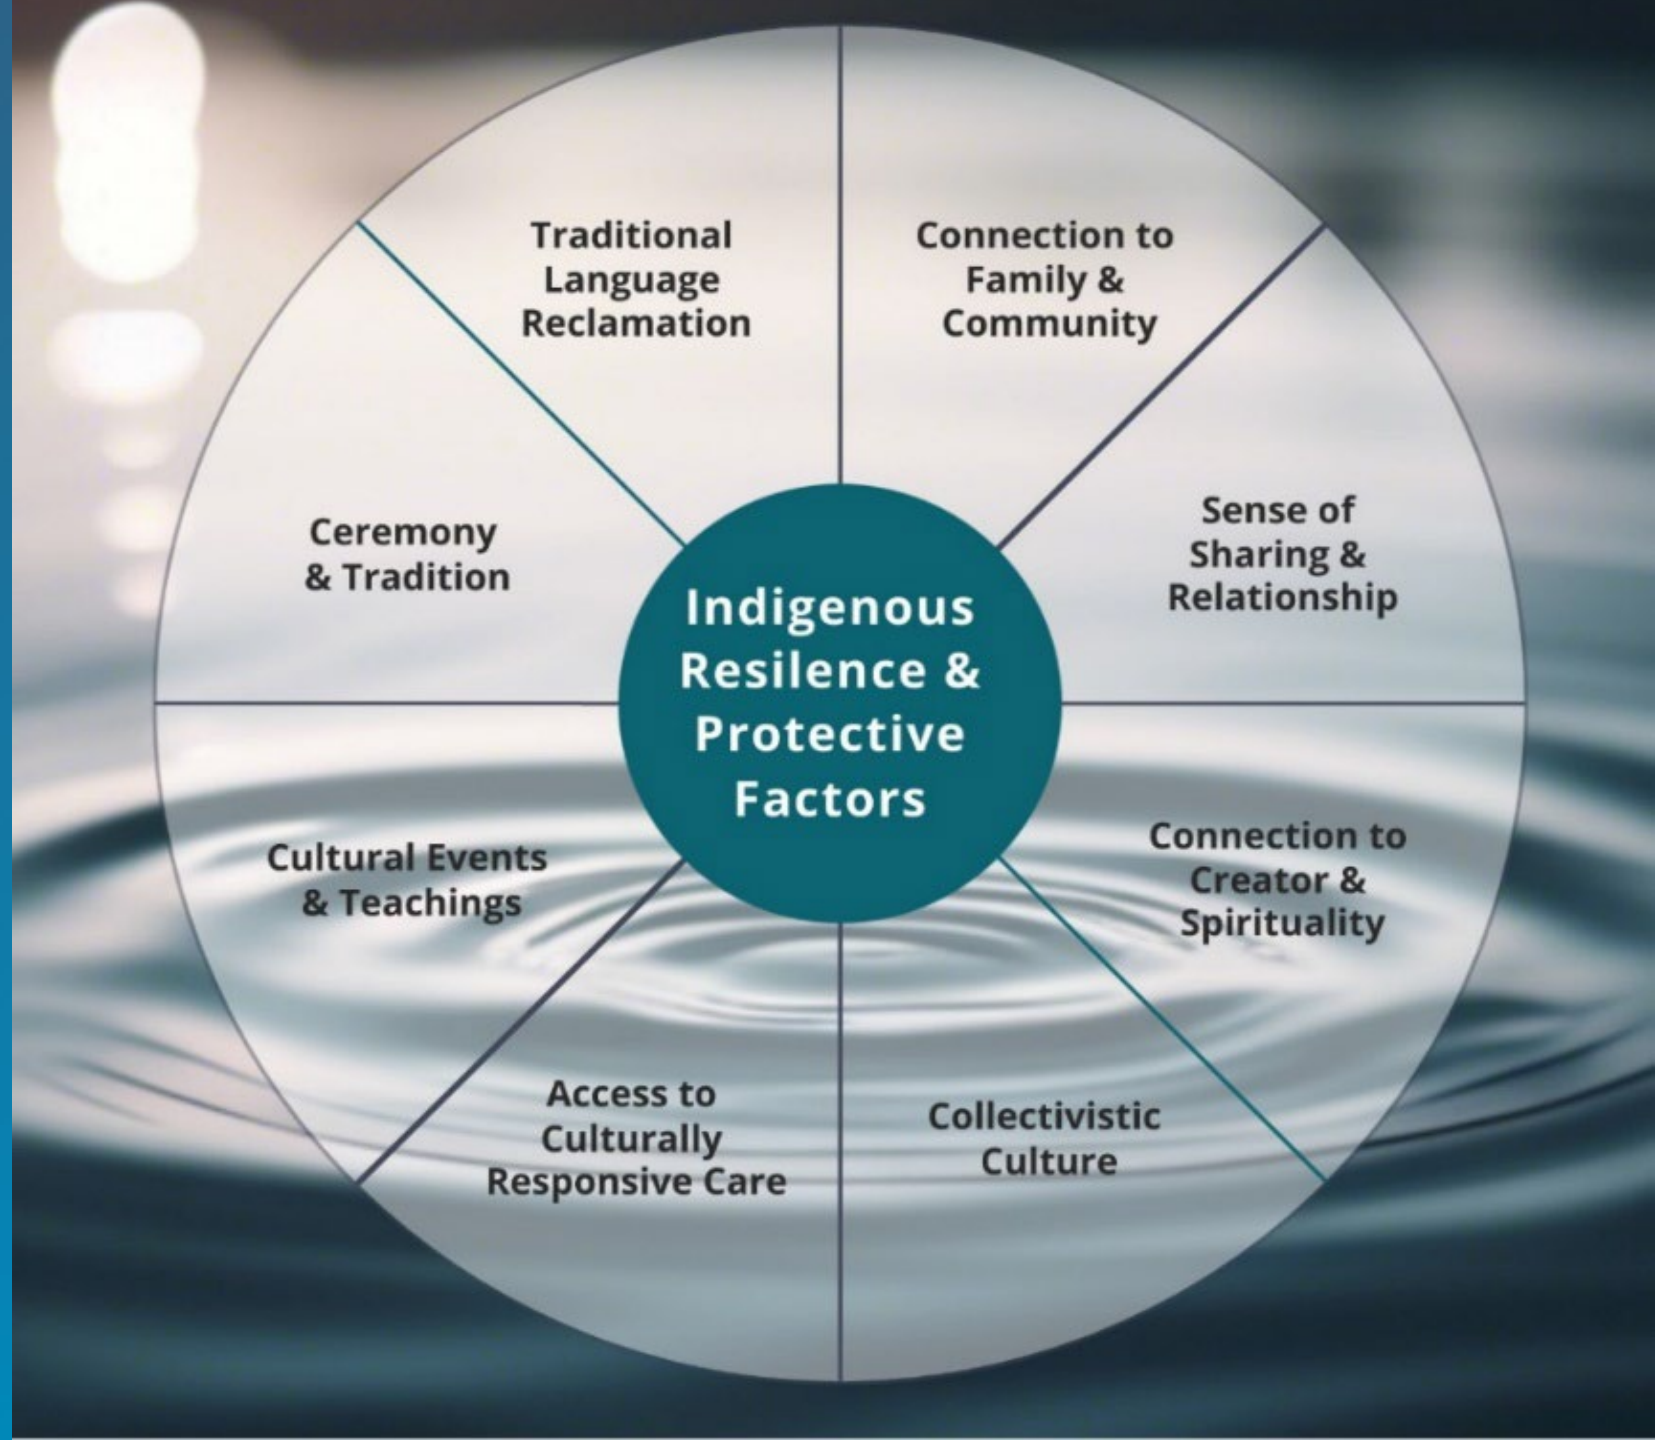 Traditional
Language
Reclamation
Connection to
Family &
Community
Sense of
Sharing &
Relationship
Connection to
Creator &
Spirituality
Collectivistic
Culture
Access to
Culturally
Responsive Care
Cultural Events
& Teachings
Ceremony
& Tradition
Indigenous
Resilence &
Protective
Factors